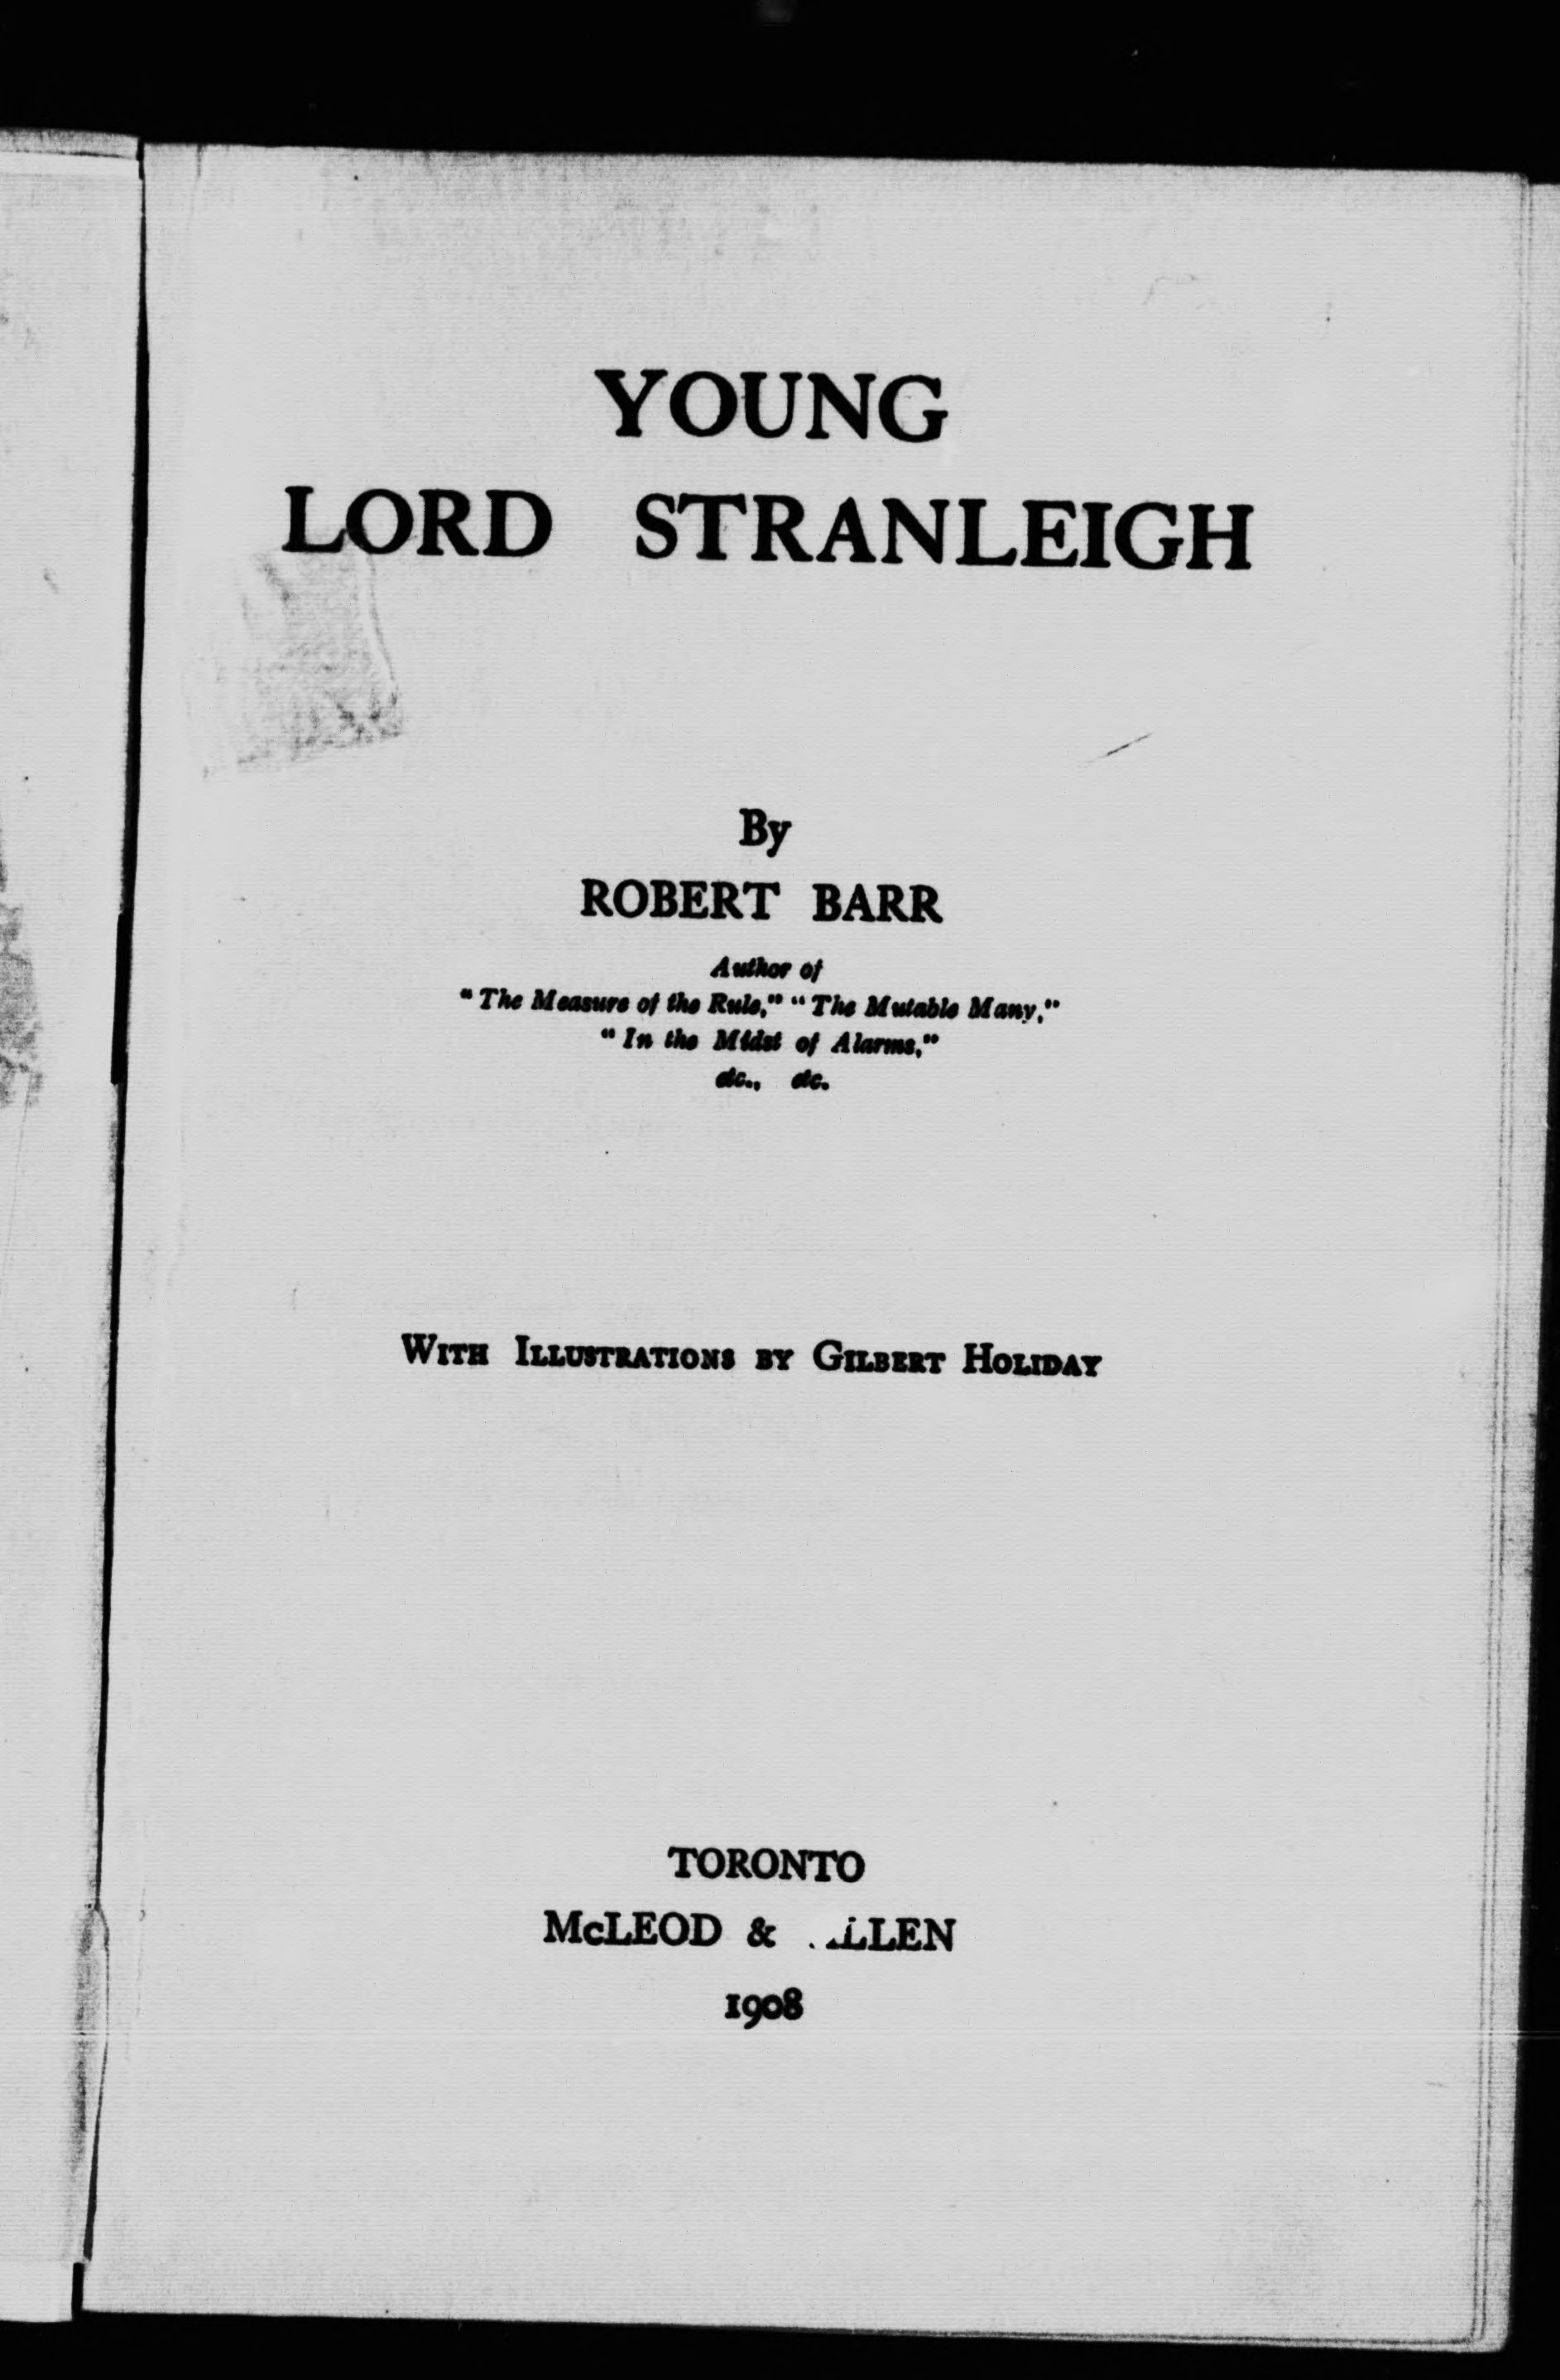 YOUNG
LORD STRANLEIGH
By
ROBERT BARR
Author of
"The Measure of the Rule," "The Mutable Many,"
"In the Midst of Alarms,"
etc., etc.
With Illustrations by Gilbert Holiday
TORONTO
McLEOD &
1908